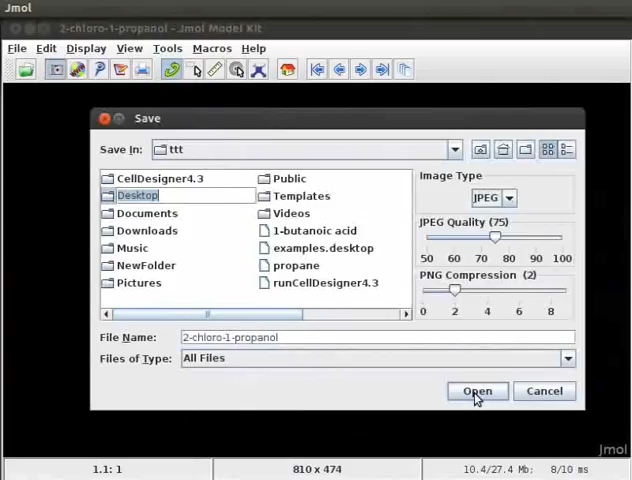 Jmol
2-chloro-1-propanol - Jmol Model Kit
File Edit Display View Tools Macros Help
Save
Save In: ttt
CellDesigner4.3
Desktop
Documents
Downloads
Music
NewFolder
Pictures
Public
Templates
Videos
1-butanoic acid
examples.desktop
propane
runCellDesigner4.3
Image Type
JPEG
JPEG Quality (75)
50 60 70 80 90 100
PNG Compression (2)
0 2 4 6 8
File Name: 2-chloro-1-propanol
Files of Type: All Files
Open Cancel
Jmol
1.1: 1 810 x 474 10.4/27.4 Mb; 8/10 ms